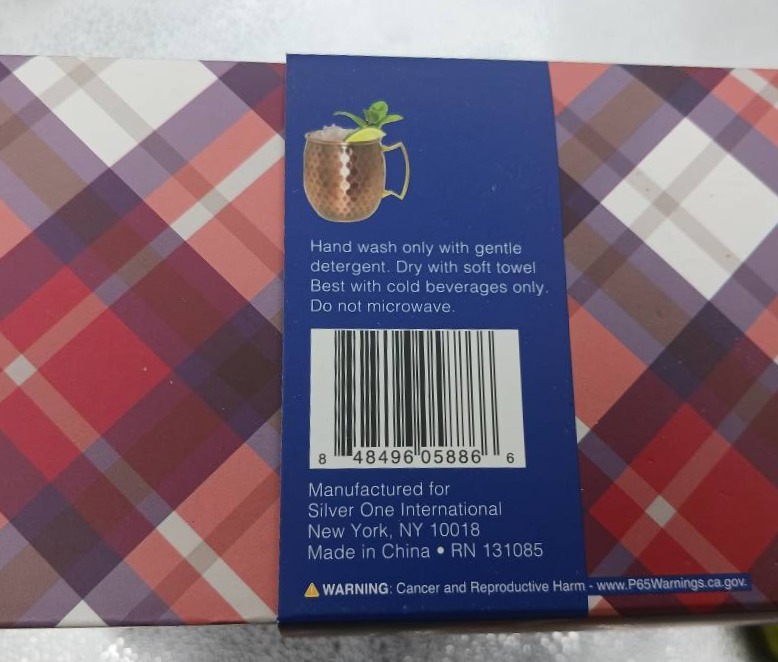 Hand wash only with gentle
detergent. Dry with soft towel
Best with cold beverages only.
Do not microwave.
8 48496 05886 6
Manufactured for
Silver One International
New York, NY 10018
Made in China • RN 131085
⚠ WARNING: Cancer and Reproductive Harm - www.P65Warnings.ca.gov.